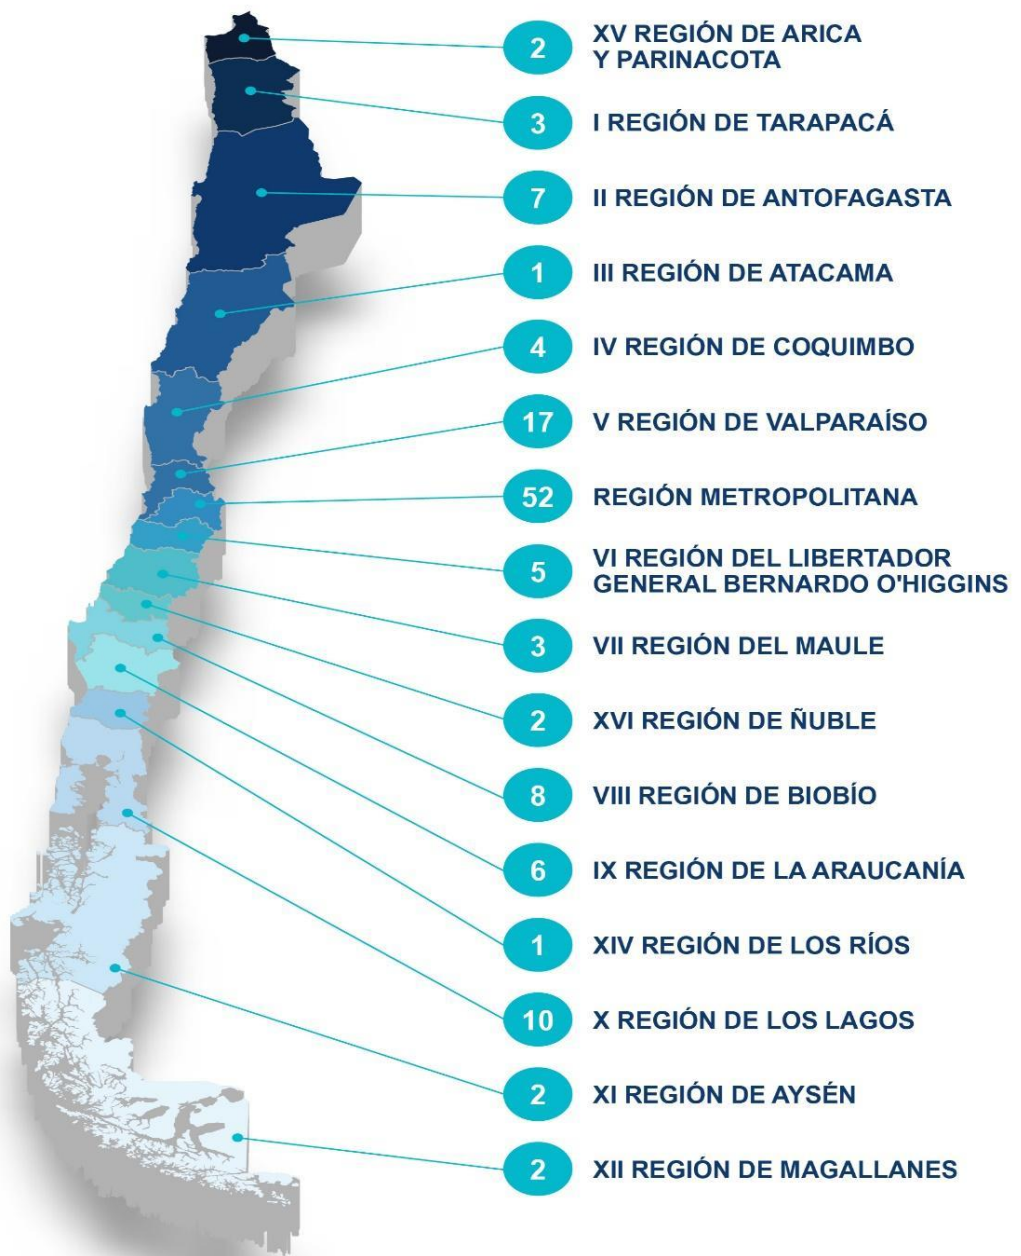 2
XV REGIÓN DE ARICA
Y PARINACOTA
3
I REGIÓN DE TARAPACÁ
7
II REGIÓN DE ANTOFAGASTA
1
III REGIÓN DE ATACAMA
4
IV REGIÓN DE COQUIMBO
17
V REGIÓN DE VALPARAÍSO
52
REGIÓN METROPOLITANA
5
VI REGIÓN DEL LIBERTADOR
GENERAL BERNARDO O'HIGGINS
3
VII REGIÓN DEL MAULE
2
XVI REGIÓN DE ÑUBLE
8
VIII REGIÓN DE BIOBÍO
6
IX REGIÓN DE LA ARAUCANÍA
1
XIV REGIÓN DE LOS RÍOS
10
X REGIÓN DE LOS LAGOS
2
XI REGIÓN DE AYSÉN
2
XII REGIÓN DE MAGALLANES